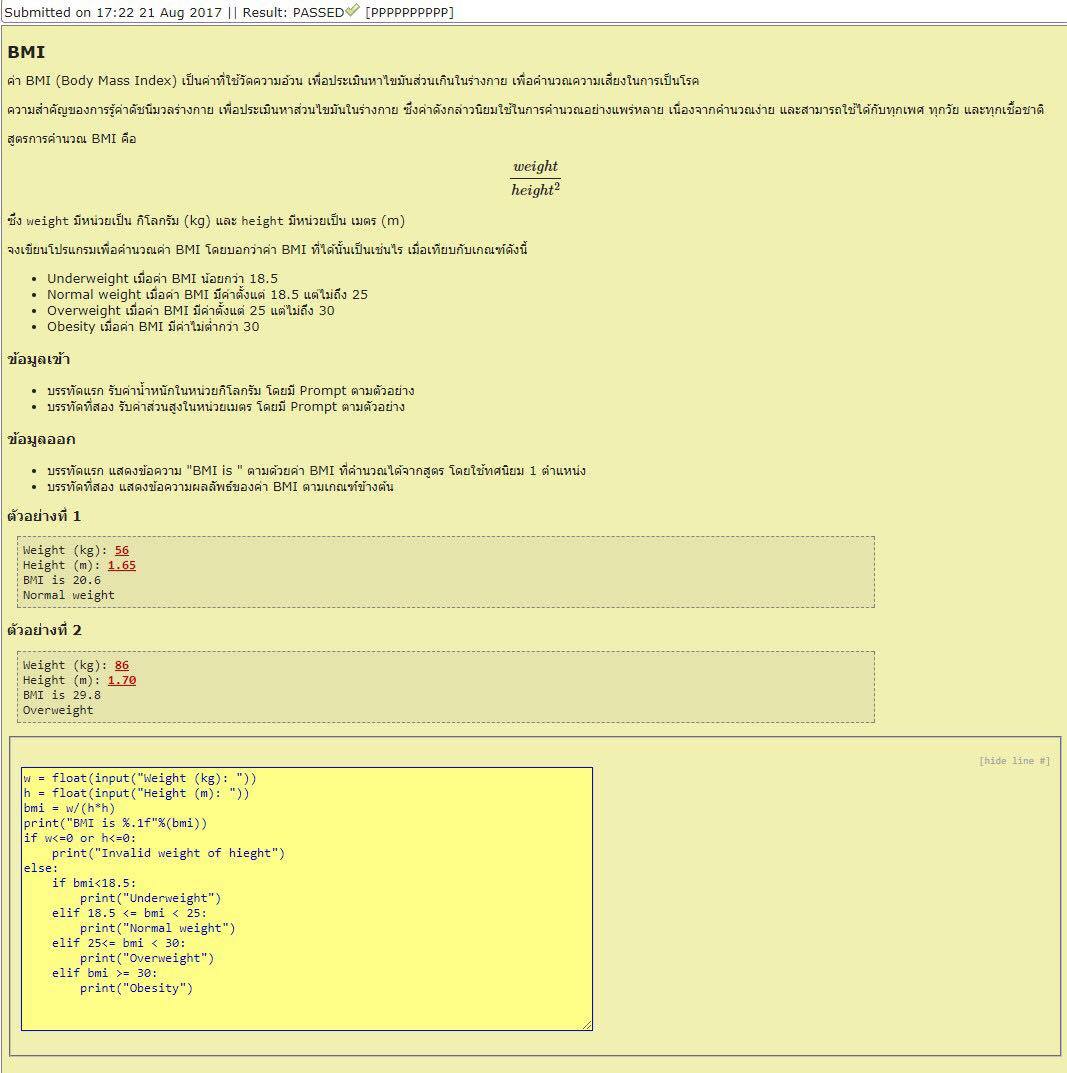 Submitted on 17:22 21 Aug 2017 || Result: PASSED [PPPPPPPPPP]
BMI
ค่า BMI (Body Mass Index) เป็นค่าที่ใช้วัดความอ้วน เพื่อประเมินหาไขมันส่วนเกินในร่างกาย เพื่อคำนวณความเสี่ยงในการเป็นโรค
ความสำคัญของการรู้ค่าดัชนีมวลร่างกาย เพื่อประเมินหาส่วนไขมันในร่างกาย ซึ่งค่าดังกล่าวนิยมใช้ในการคำนวณอย่างแพร่หลาย เนื่องจากคำนวณง่าย และสามารถใช้ได้กับทุกเพศ ทุกวัย และทุกเชื้อชาติ
สูตรการคำนวณ BMI คือ
weight
height²
ซึ่ง weight มีหน่วยเป็น กิโลกรัม (kg) และ height มีหน่วยเป็น เมตร (m)
จงเขียนโปรแกรมเพื่อคำนวณค่า BMI โดยบอกว่าค่า BMI ที่ได้นั้นเป็นเช่นไร เมื่อเทียบกับเกณฑ์ดังนี้
• Underweight เมื่อค่า BMI น้อยกว่า 18.5
• Normal weight เมื่อค่า BMI มีค่าตั้งแต่ 18.5 แต่ไม่ถึง 25
• Overweight เมื่อค่า BMI มีค่าตั้งแต่ 25 แต่ไม่ถึง 30
• Obesity เมื่อค่า BMI มีค่าไม่ต่ำกว่า 30
ข้อมูลเข้า
• บรรทัดแรก รับค่าน้ำหนักในหน่วยกิโลกรัม โดยมี Prompt ตามตัวอย่าง
• บรรทัดที่สอง รับค่าส่วนสูงในหน่วยเมตร โดยมี Prompt ตามตัวอย่าง
ข้อมูลออก
• บรรทัดแรก แสดงข้อความ "BMI is " ตามด้วยค่า BMI ที่คำนวณได้จากสูตร โดยใช้ทศนิยม 1 ตำแหน่ง
• บรรทัดที่สอง แสดงข้อความผลลัพธ์ของค่า BMI ตามเกณฑ์ข้างต้น
ตัวอย่างที่ 1
Weight (kg): 56
Height (m): 1.65
BMI is 20.6
Normal weight
ตัวอย่างที่ 2
Weight (kg): 86
Height (m): 1.70
BMI is 29.8
Overweight
[hide line #]
w = float(input("Weight (kg): "))
h = float(input("Height (m): "))
bmi = w/(h*h)
print("BMI is %.1f"%(bmi))
if w<=0 or h<=0:
    print("Invalid weight of hieght")
else:
    if bmi<18.5:
        print("Underweight")
    elif 18.5 <= bmi < 25:
        print("Normal weight")
    elif 25<= bmi < 30:
        print("Overweight")
    elif bmi >= 30:
        print("Obesity")